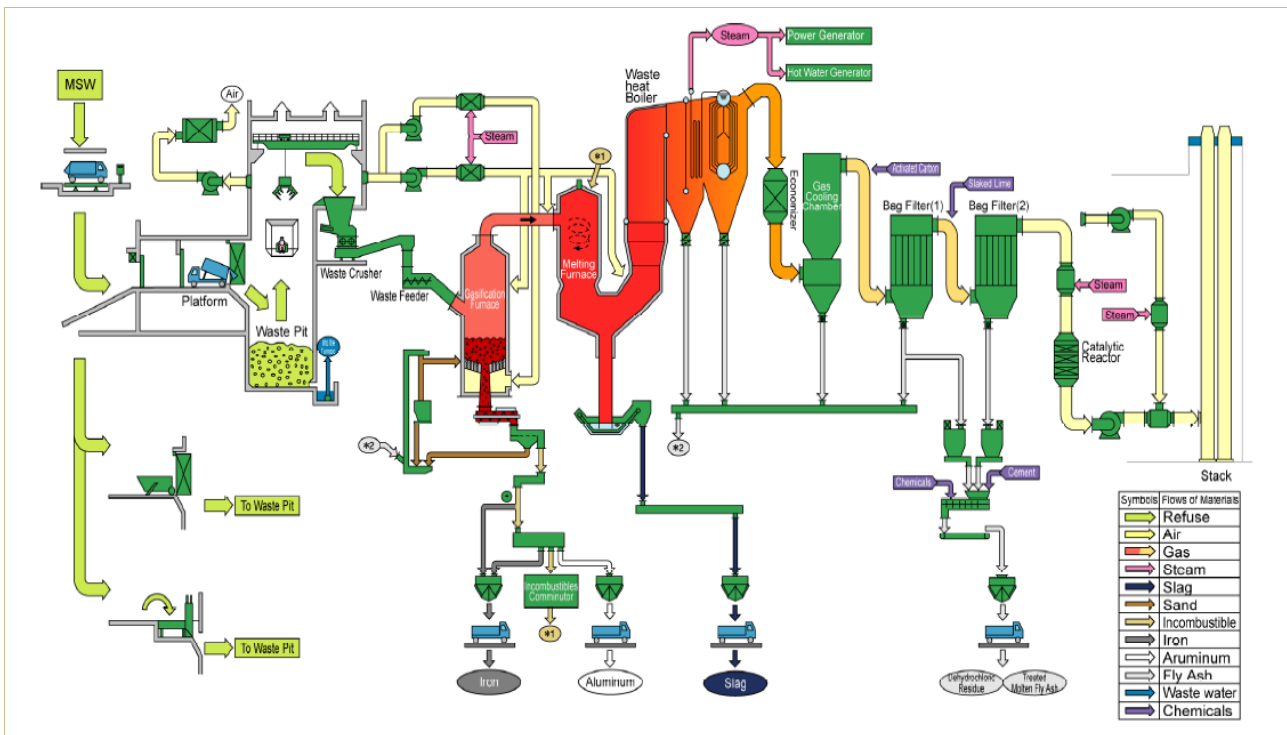 MSW
Air
Steam
Power Generator
Hot Water Generator
Waste
heat
Boiler
Steam
*1
Activated Carbon
Slaked Lime
Economizer
Gas
Cooling
Chamber
Bag Filter(1)
Bag Filter(2)
Melting
Furnace
Waste Crusher
Waste Feeder
Gasification
Furnace
Platform
Waste Pit
Steam
Steam
Catalytic
Reactor
*2
*2
Stack
Chemicals
Cement
To Waste Pit
To Waste Pit
Incombustibles
Comminutor
*1
Iron
Aluminum
Slag
Dehydrochloric
Residue
Treated
Molten Fly Ash
Symbols Flows of Materials
Refuse
Air
Gas
Steam
Slag
Sand
Incombustible
Iron
Aruminum
Fly Ash
Waste water
Chemicals